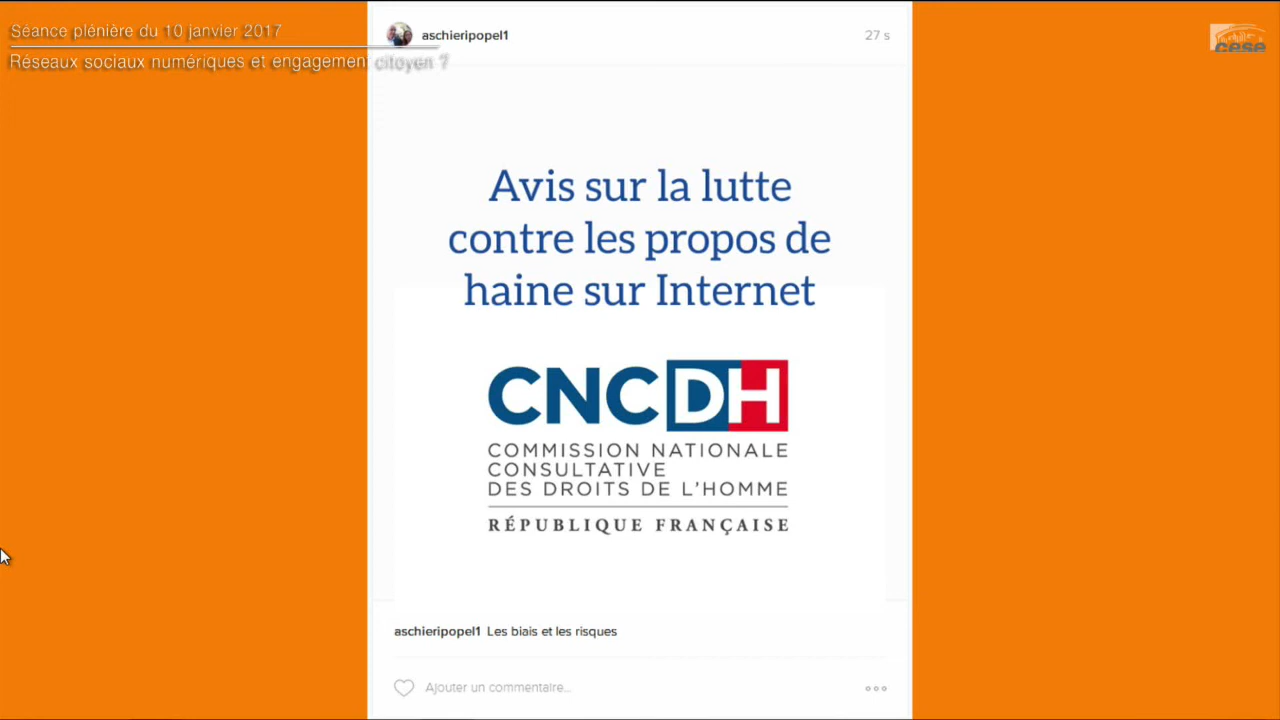 Séance plénière du 10 janvier 2017
Réseaux sociaux numériques et engagement citoyen ?
aschieripopel1
27 s
cese
Avis sur la lutte
contre les propos de
haine sur Internet
CNCDH
COMMISSION NATIONALE
CONSULTATIVE
DES DROITS DE L'HOMME
RÉPUBLIQUE FRANÇAISE
aschieripopel1 Les biais et les risques
Ajouter un commentaire...